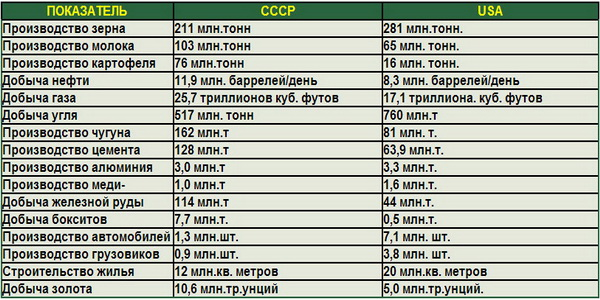 ПОКАЗАТЕЛЬ СССР USA
Производство зерна 211 млн.тонн 281 млн.тонн.
Производство молока 103 млн.тонн 65 млн. тонн.
Производство картофеля 76 млн.тонн 16 млн. тонн.
Добыча нефти 11,9 млн. баррелей/день 8,3 млн. баррелей/день
Добыча газа 25,7 триллионов куб. футов 17,1 триллиона. куб. футов
Добыча угля 517 млн. тонн 760 млн.т
Производство чугуна 162 млн.т 81 млн. т.
Производство цемента 128 млн.т 63,9 млн.т.
Производство алюминия 3,0 млн.т 3,3 млн.т.
Производство меди- 1,0 млн.т 1,6 млн.т.
Добыча железной руды 114 млн.т 44 млн.т.
Добыча бокситов 7,7 млн.т. 0,5 млн.т.
Производство автомобилей 1,3 млн.шт. 7,1 млн. шт.
Производство грузовиков 0,9 млн.шт. 3,8 млн. шт.
Строительство жилья 12 млн.кв. метров 20 млн.кв. метров
Добыча золота 10,6 млн.тр.унций 5,0 млн.тр.унций.